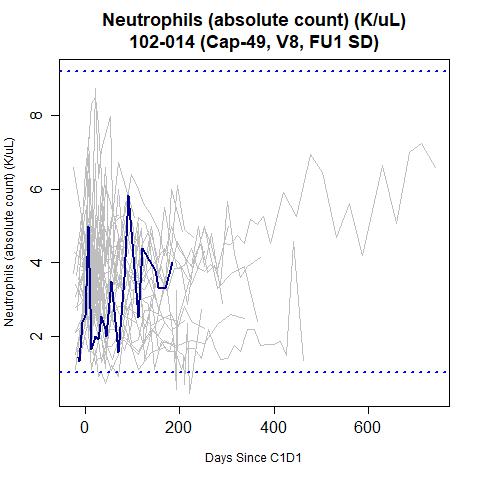 Neutrophils (absolute count) (K/uL)
102-014 (Cap-49, V8, FU1 SD)
Neutrophils (absolute count) (K/uL)
8
6
4
2
0 200 400 600
Days Since C1D1